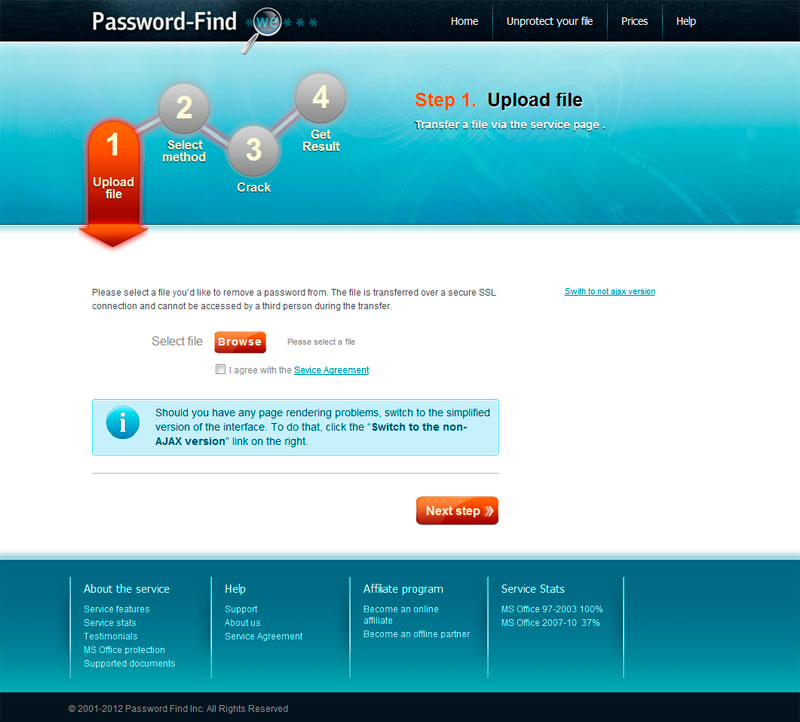 Password-Find
we
* * * *
Home
Unprotect your file
Prices
Help
1
Upload
file
2
Select
method
3
Crack
4
Get
Result
Step 1. Upload file
Transfer a file via the service page .
Please select a file you'd like to remove a password from. The file is transferred over a secure SSL
connection and cannot be accessed by a third person during the transfer.
Swith to not ajax version
Select file
Browse
Please select a file
I agree with the Sevice Agreement
i
Should you have any page rendering problems, switch to the simplified
version of the interface. To do that, click the “Switch to the non-
AJAX version” link on the right.
Next step »
About the service
Service features
Service stats
Testimonials
MS Office protection
Supported documents
Help
Support
About us
Service Agreement
Affiliate program
Become an online
affiliate
Become an offline partner
Service Stats
MS Office 97-2003 100%
MS Office 2007-10 37%
© 2001-2012 Password Find Inc. All Rights Reserved